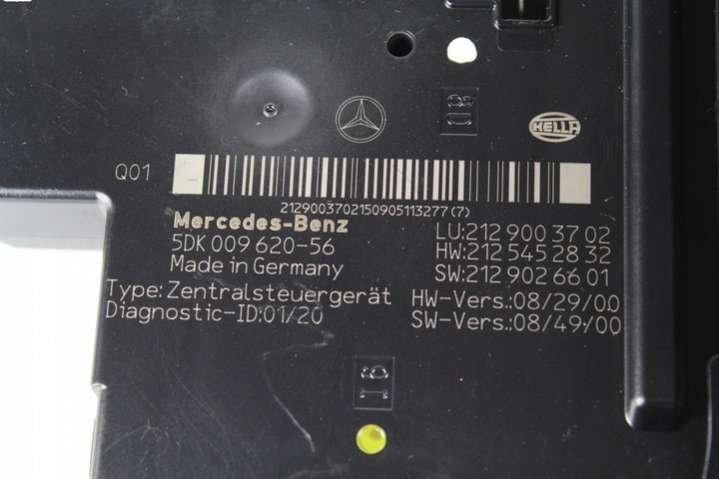 HELLA
Q01
2129003702150905113277(7)
Mercedes-Benz
5DK 009 620-56
Made in Germany
Type: Zentralsteuergerät
Diagnostic-ID:01/20
LU:212 900 37 02
HW:212 545 28 32
SW:212 902 66 01
HW-Vers.:08/29/00
SW-Vers.:08/49/00